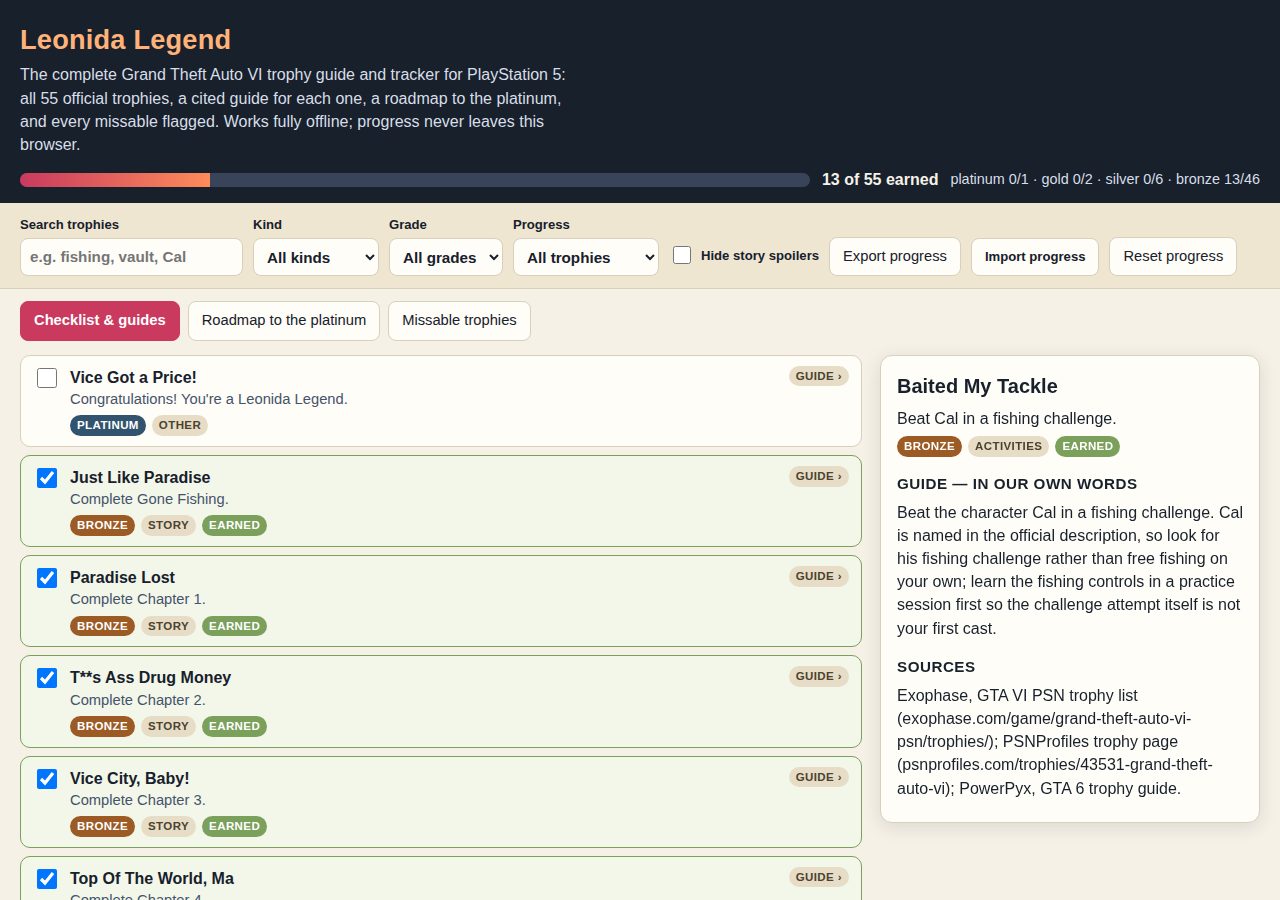 Leonida Legend
The complete Grand Theft Auto VI trophy guide and tracker for PlayStation 5:
all 55 official trophies, a cited guide for each one, a roadmap to the platinum,
and every missable flagged. Works fully offline; progress never leaves this
browser.
13 of 55 earned platinum 0/1 · gold 0/2 · silver 0/6 · bronze 13/46
Search trophies Kind Grade Progress
e.g. fishing, vault, Cal All kinds All grades All trophies Hide story spoilers Export progress Import progress Reset progress
Checklist & guides Roadmap to the platinum Missable trophies
Vice Got a Price! GUIDE ›
Congratulations! You're a Leonida Legend.
PLATINUM OTHER
Just Like Paradise GUIDE ›
Complete Gone Fishing.
BRONZE STORY EARNED
Paradise Lost GUIDE ›
Complete Chapter 1.
BRONZE STORY EARNED
T**s Ass Drug Money GUIDE ›
Complete Chapter 2.
BRONZE STORY EARNED
Vice City, Baby! GUIDE ›
Complete Chapter 3.
BRONZE STORY EARNED
Top Of The World, Ma GUIDE ›
Complete Chapter 4.
Baited My Tackle
Beat Cal in a fishing challenge.
BRONZE ACTIVITIES EARNED
GUIDE — IN OUR OWN WORDS
Beat the character Cal in a fishing challenge. Cal
is named in the official description, so look for
his fishing challenge rather than free fishing on
your own; learn the fishing controls in a practice
session first so the challenge attempt itself is not
your first cast.
SOURCES
Exophase, GTA VI PSN trophy list
(exophase.com/game/grand-theft-auto-vi-
psn/trophies/); PSNProfiles trophy page
(psnprofiles.com/trophies/43531-grand-theft-
auto-vi); PowerPyx, GTA 6 trophy guide.